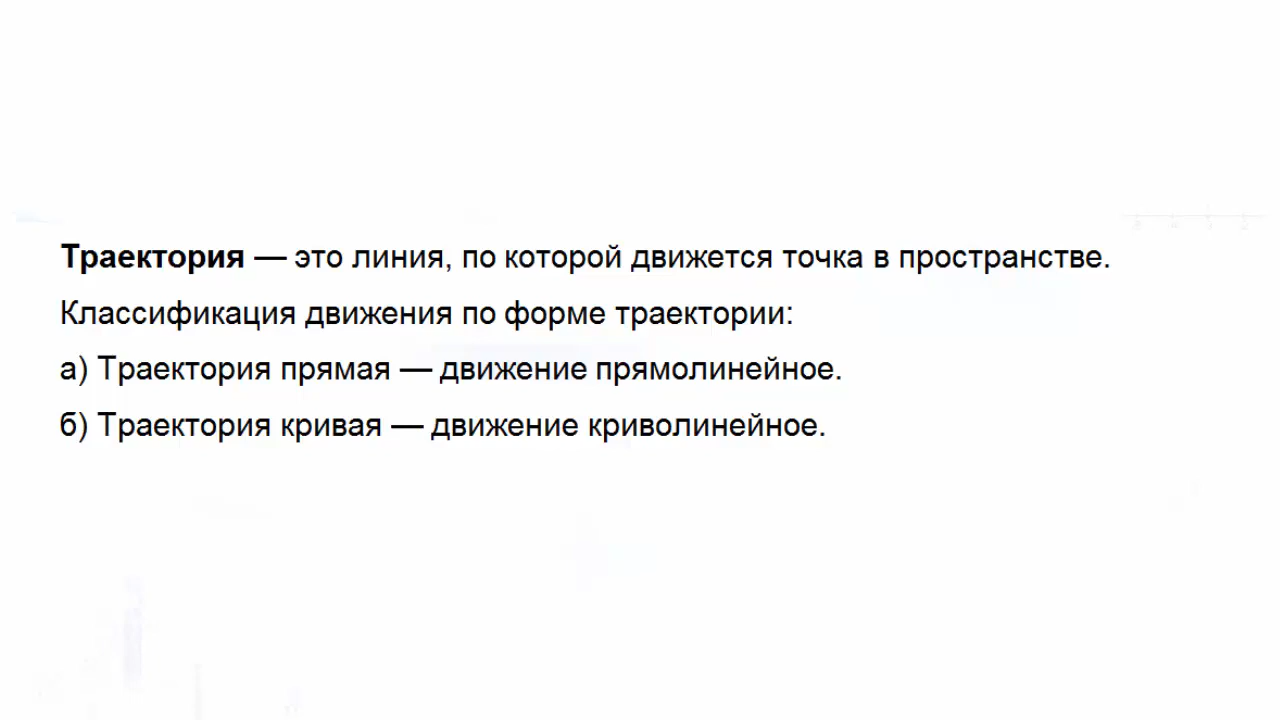 Траектория — это линия, по которой движется точка в пространстве.
Классификация движения по форме траектории:
а) Траектория прямая — движение прямолинейное.
б) Траектория кривая — движение криволинейное.